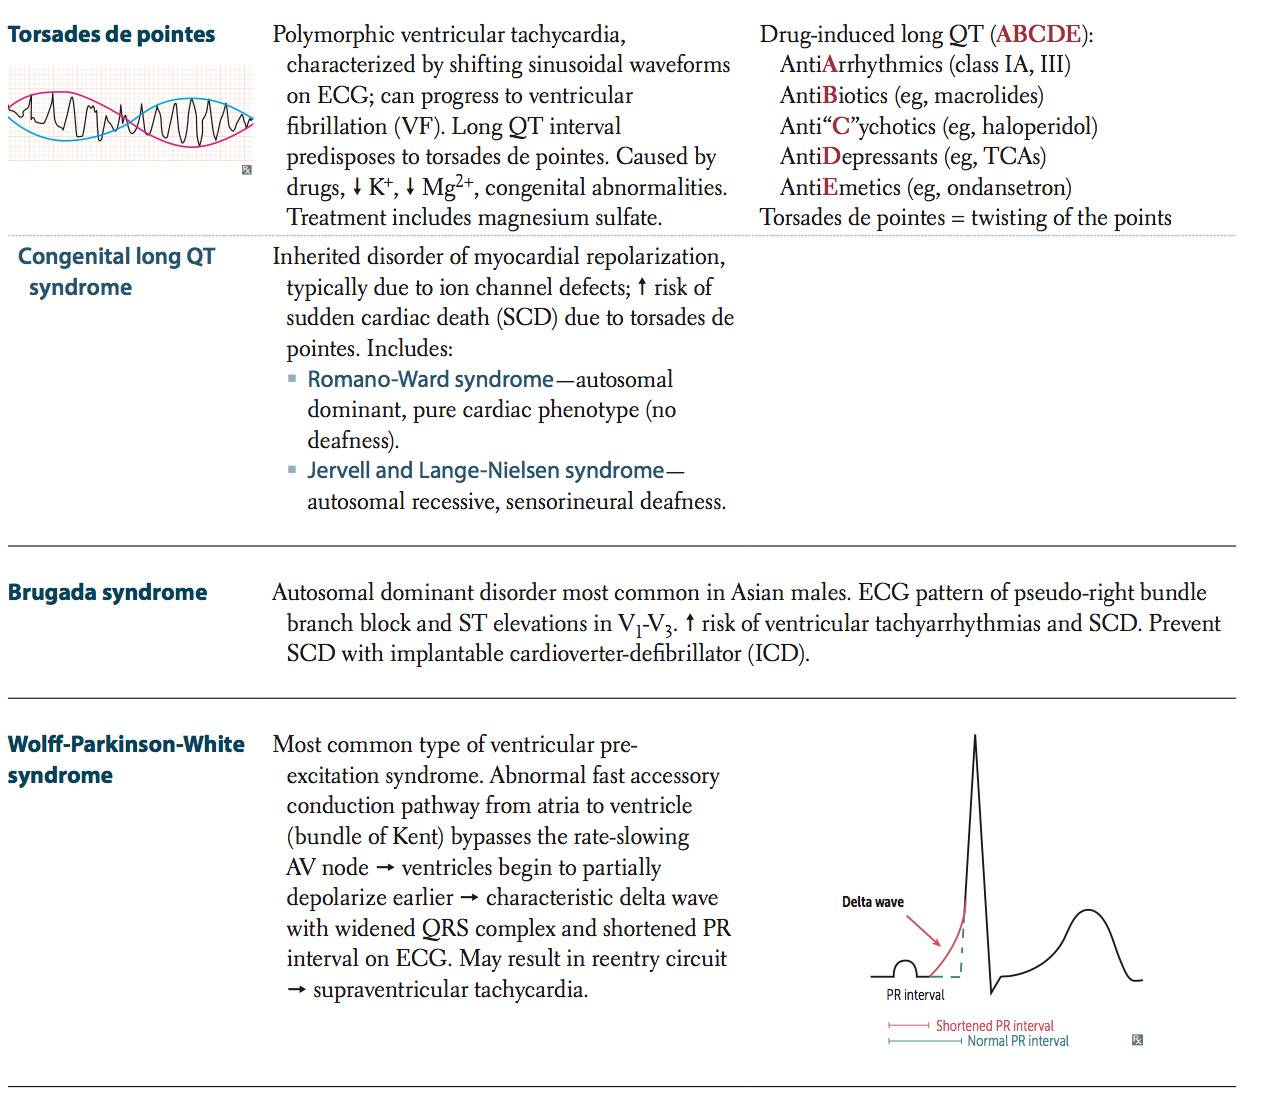 Torsades de pointes
Polymorphic ventricular tachycardia,
characterized by shifting sinusoidal waveforms
on ECG; can progress to ventricular
fibrillation (VF). Long QT interval
predisposes to torsades de pointes. Caused by
drugs, ↓ K⁺, ↓ Mg²⁺, congenital abnormalities.
Treatment includes magnesium sulfate.
Drug-induced long QT (ABCDE):
AntiArrhythmics (class IA, III)
AntiBiotics (eg, macrolides)
Anti“C”ychotics (eg, haloperidol)
AntiDepressants (eg, TCAs)
AntiEmetics (eg, ondansetron)
Torsades de pointes = twisting of the points
Rx
Congenital long QT
syndrome
Inherited disorder of myocardial repolarization,
typically due to ion channel defects; ↑ risk of
sudden cardiac death (SCD) due to torsades de
pointes. Includes:
▪ Romano-Ward syndrome—autosomal
dominant, pure cardiac phenotype (no
deafness).
▪ Jervell and Lange-Nielsen syndrome—
autosomal recessive, sensorineural deafness.
Brugada syndrome
Autosomal dominant disorder most common in Asian males. ECG pattern of pseudo-right bundle
branch block and ST elevations in V₁-V₃. ↑ risk of ventricular tachyarrhythmias and SCD. Prevent
SCD with implantable cardioverter-defibrillator (ICD).
Wolff-Parkinson-White
syndrome
Most common type of ventricular pre-
excitation syndrome. Abnormal fast accessory
conduction pathway from atria to ventricle
(bundle of Kent) bypasses the rate-slowing
AV node → ventricles begin to partially
depolarize earlier → characteristic delta wave
with widened QRS complex and shortened PR
interval on ECG. May result in reentry circuit
→ supraventricular tachycardia.
Delta wave
PR interval
Shortened PR interval
Normal PR interval
Rx